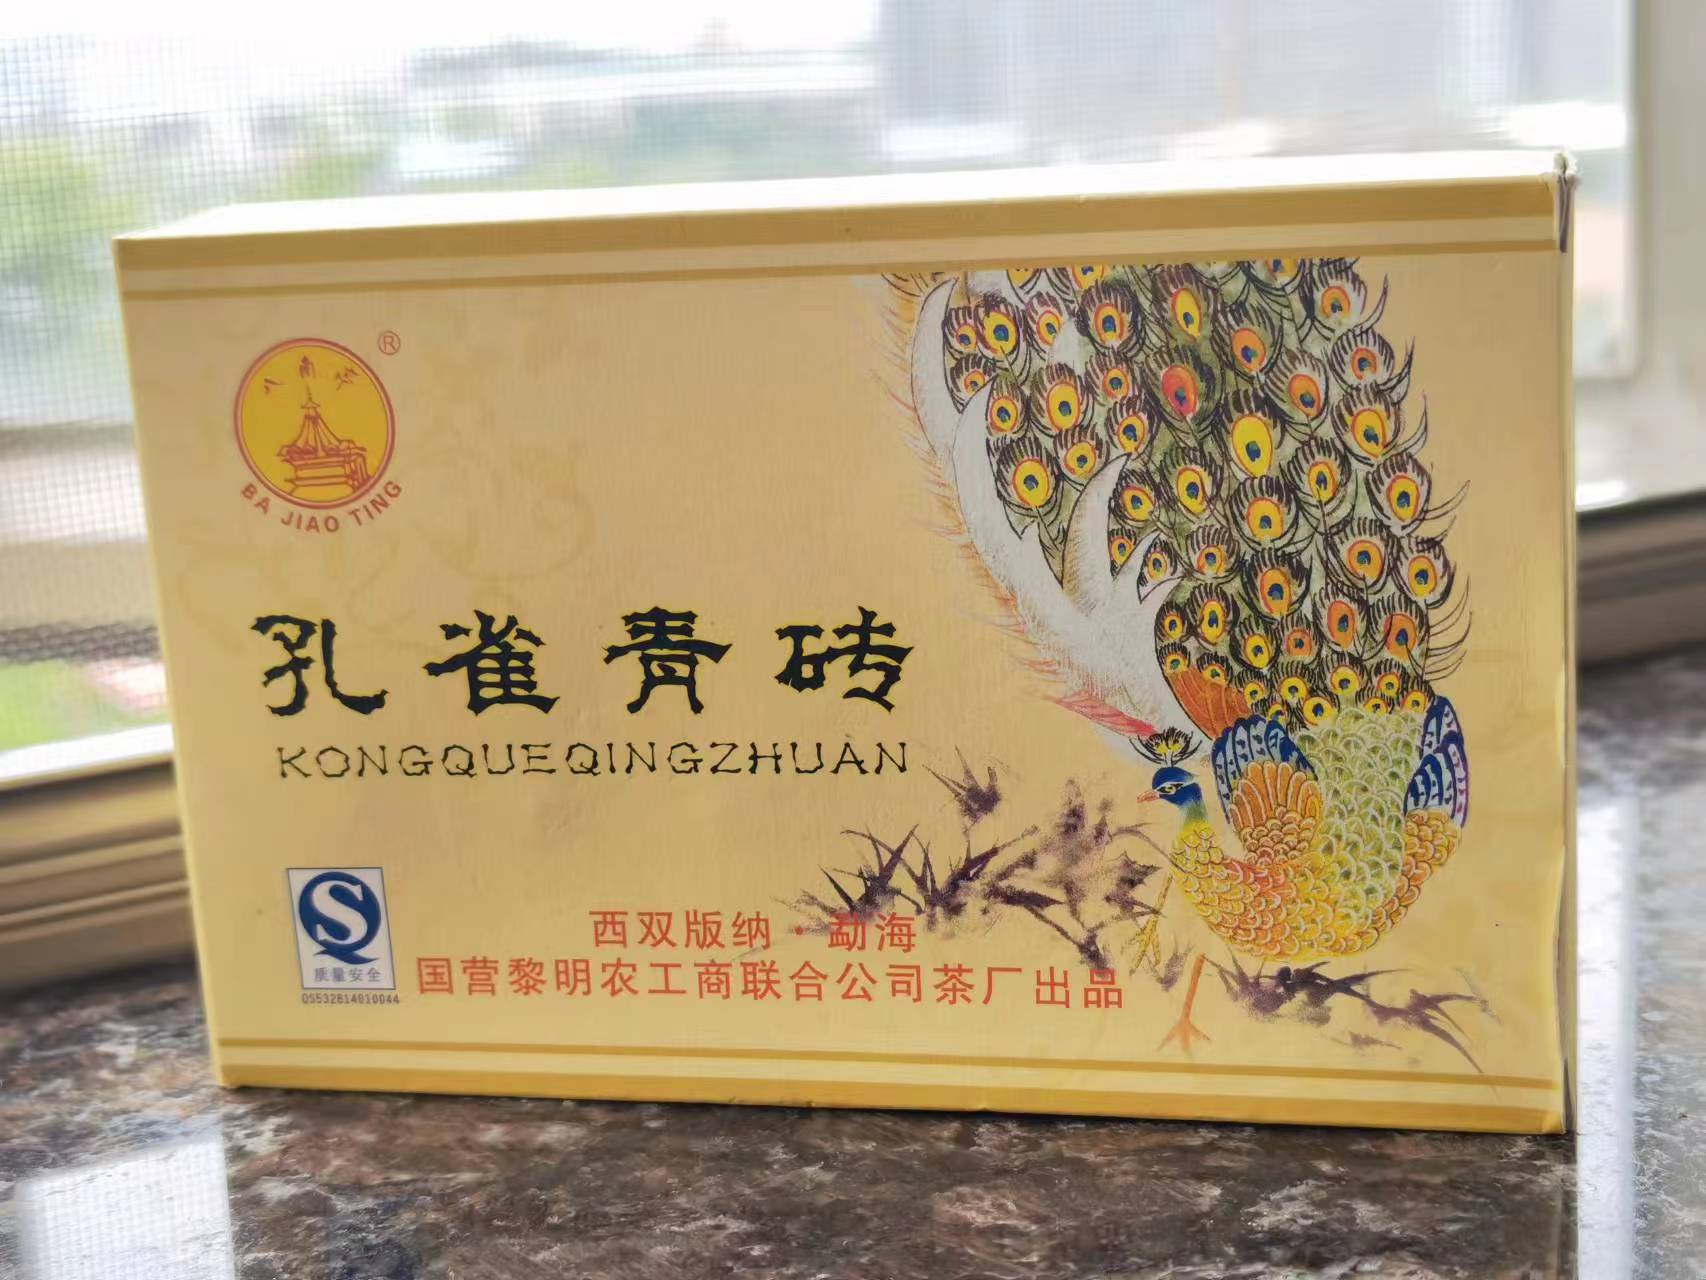 八角亭
®
BA JIAO TING
孔雀青砖
KONGQUEQINGZHUAN
质量安全
QS532814010044
西双版纳·勐海
国营黎明农工商联合公司茶厂出品